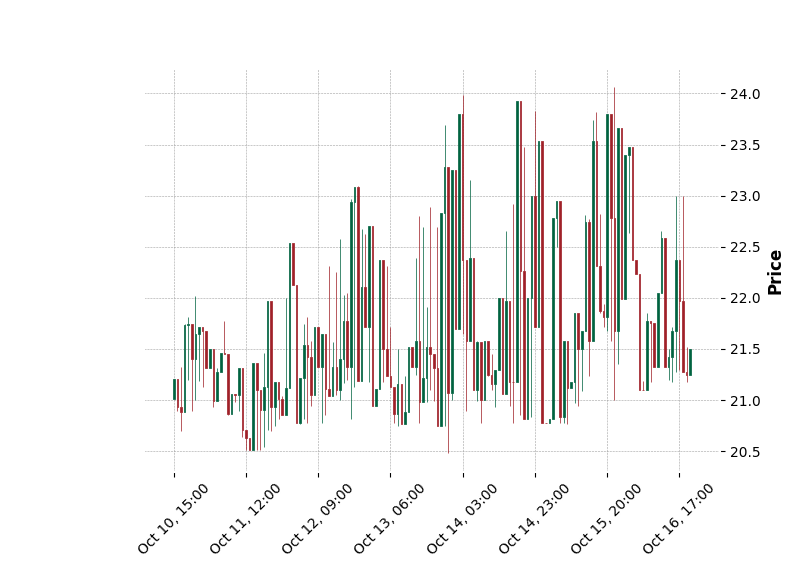 24.0
23.5
23.0
22.5
22.0
21.5
21.0
20.5
Price
Oct 10, 15:00
Oct 11, 12:00
Oct 12, 09:00
Oct 13, 06:00
Oct 14, 03:00
Oct 14, 23:00
Oct 15, 20:00
Oct 16, 17:00